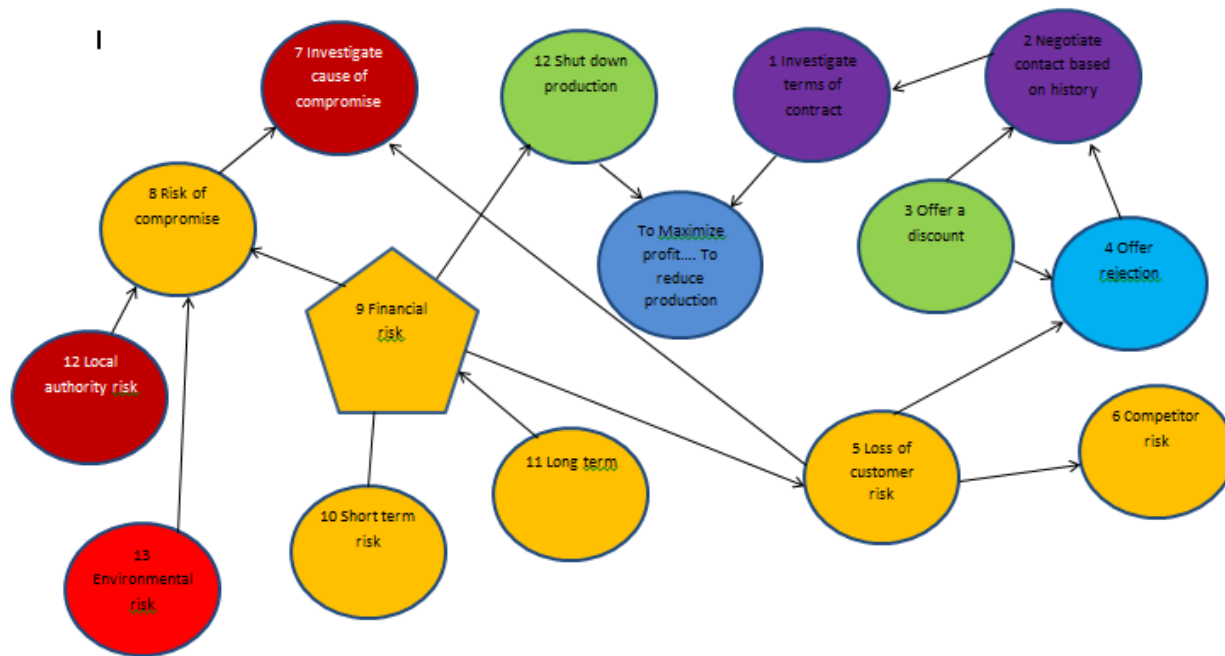 I
7 Investigate
cause of
compromise
12 Shut down
production
1 Investigate
terms of
contract
2 Negotiate
contact based
on history
8 Risk of
compromise
To Maximize
profit.... To
reduce
production
3 Offer a
discount
4 Offer
rejection
9 Financial
risk
12 Local
authority risk
11 Long term
5 Loss of
customer
risk
6 Competitor
risk
10 Short term
risk
13
Environmental
risk